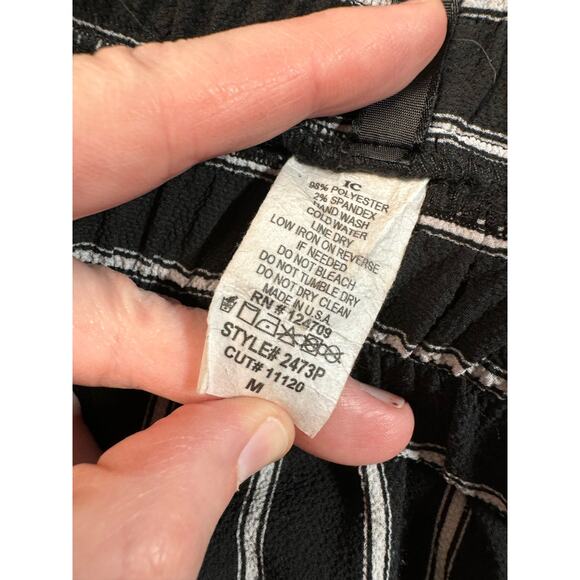 IC
98% POLYESTER
2% SPANDEX
HAND WASH
COLD WATER
LINE DRY
LOW IRON ON REVERSE
IF NEEDED
DO NOT BLEACH
DO NOT TUMBLE DRY
DO NOT DRY CLEAN
MADE IN U.S.A
RN # 124709
STYLE# 2473P
CUT# 11120
M